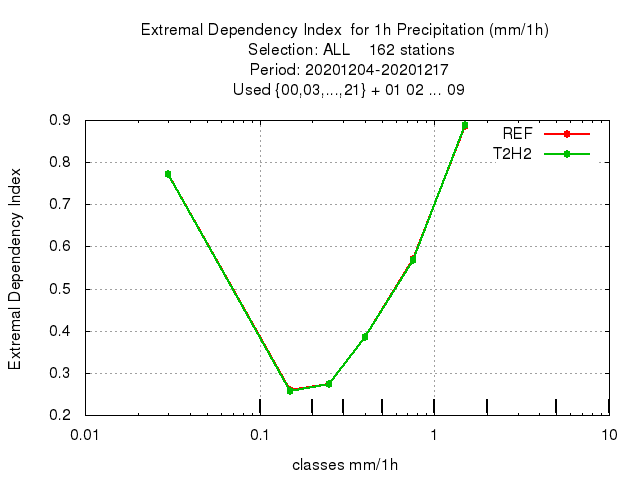 Extremal Dependency Index  for 1h Precipitation (mm/1h)
Selection: ALL    162 stations
Period: 20201204-20201217
Used {00,03,...,21} + 01 02 ... 09
REF
T2H2
0.9
0.8
0.7
0.6
0.5
0.4
0.3
0.2
Extremal Dependency Index
0.01
0.1
1
10
classes mm/1h